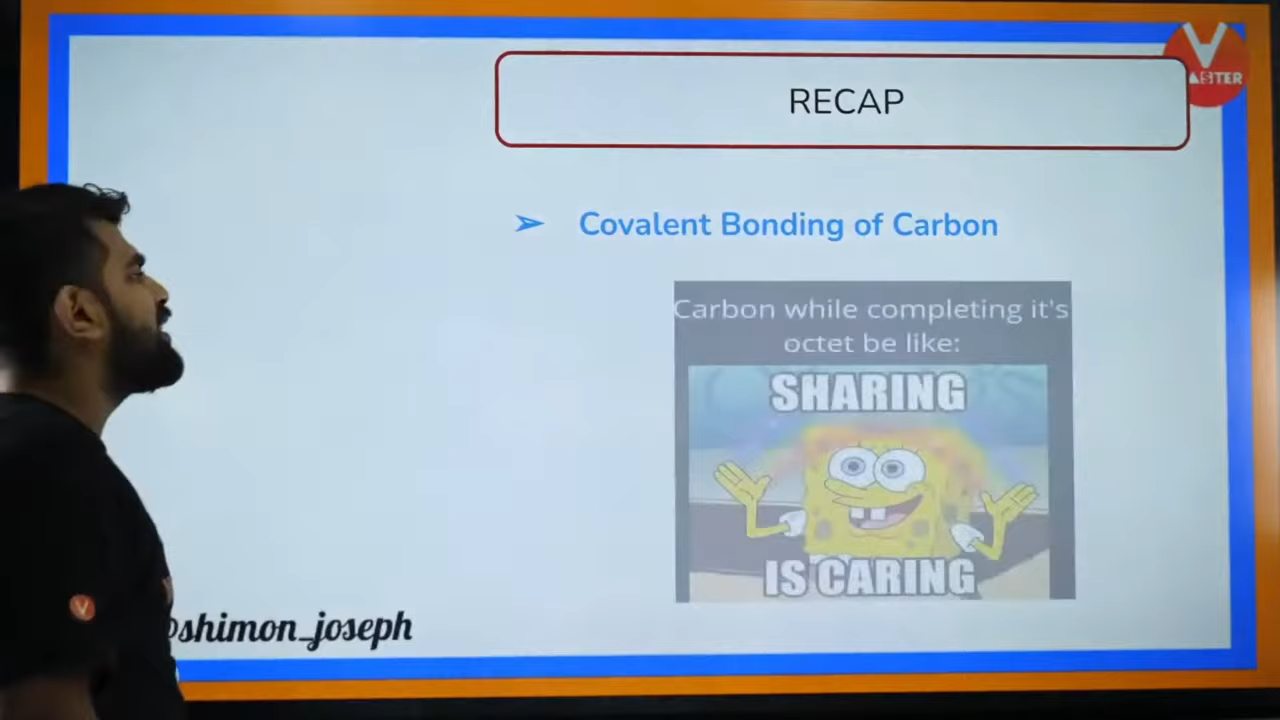 V
RECAP
➢ Covalent Bonding of Carbon
Carbon while completing it's
octet be like:
SHARING
IS CARING
shimon_joseph
V